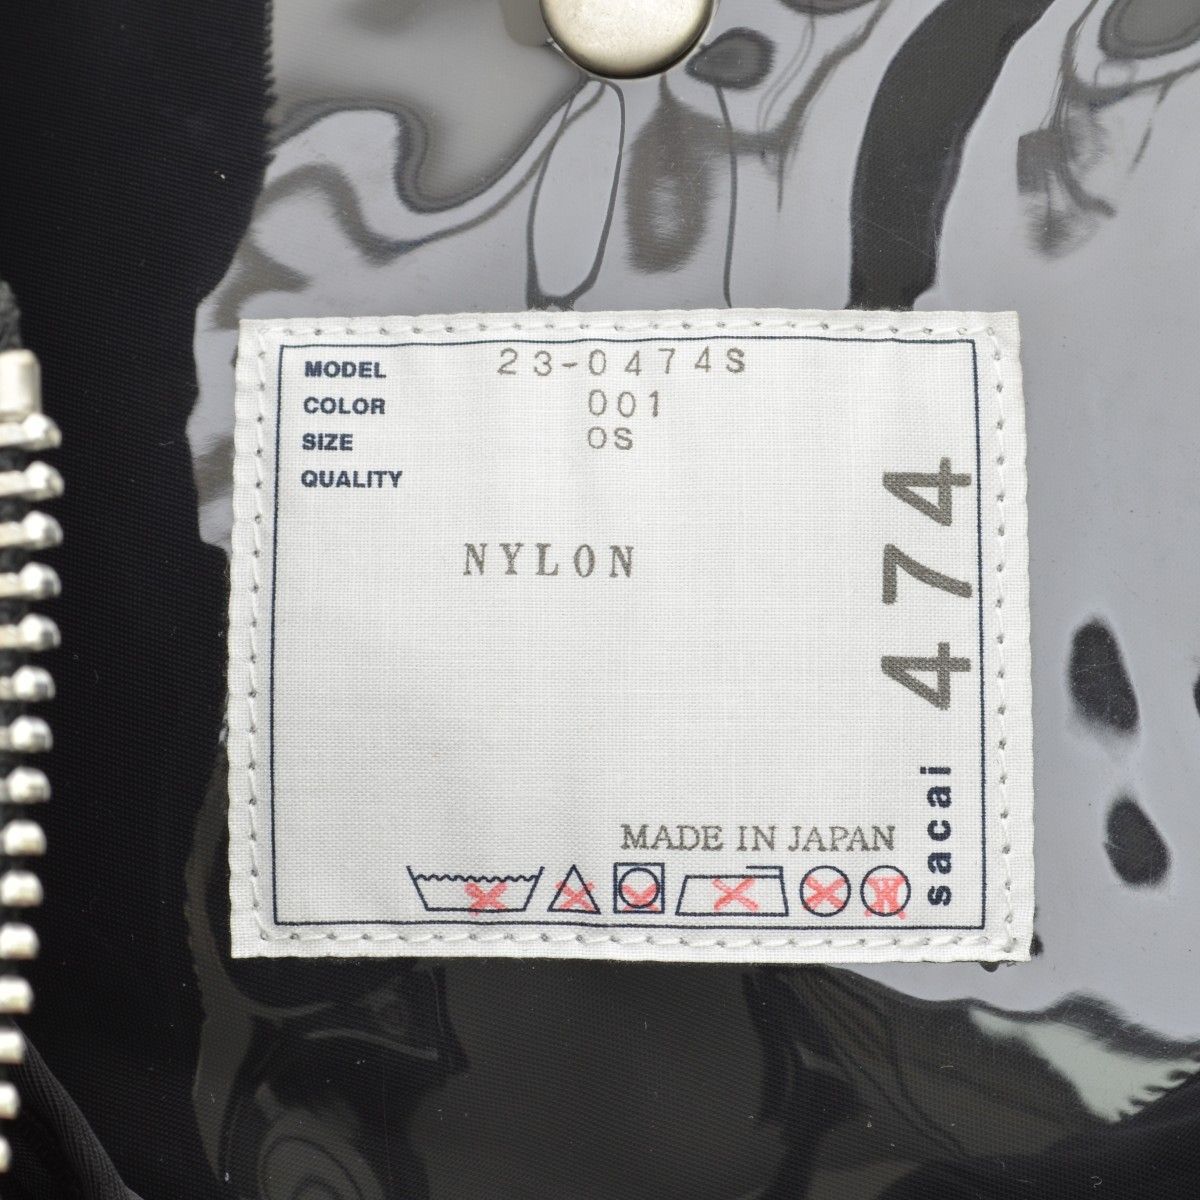 MODEL 23-0474S
COLOR 001
SIZE OS
QUALITY
NYLON
MADE IN JAPAN
sacai 474